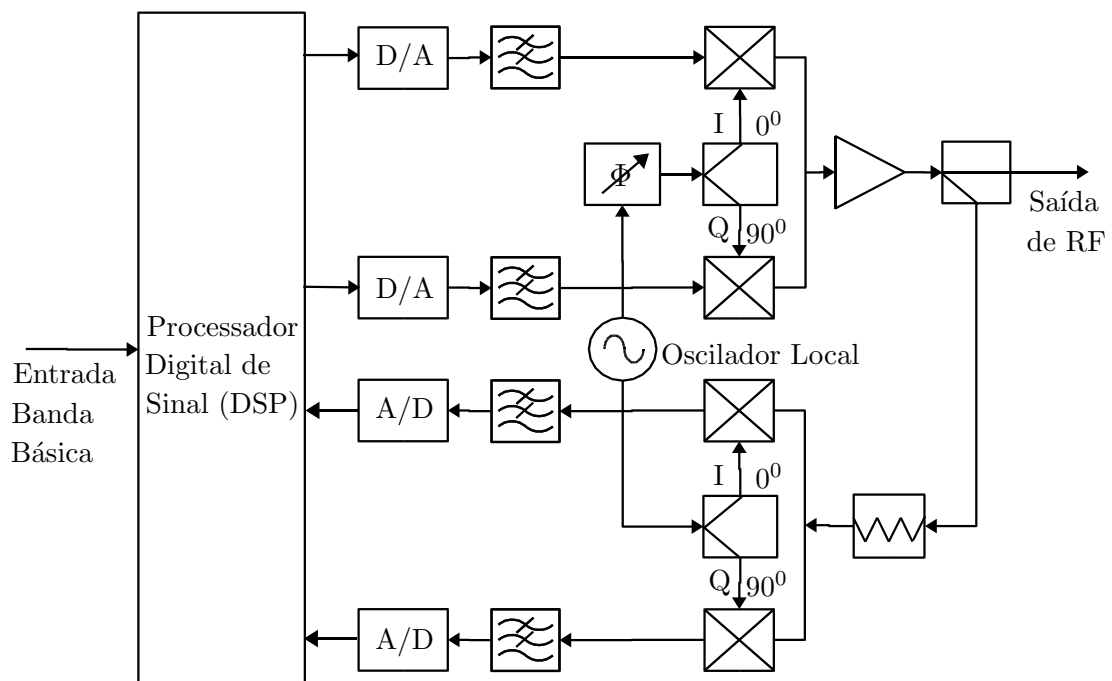 D/A
I 0⁰
Φ
Q 90⁰
Saída
de RF
D/A
Processador
Digital de
Sinal (DSP)
Entrada
Banda
Básica
Oscilador Local
A/D
I 0⁰
Q 90⁰
A/D